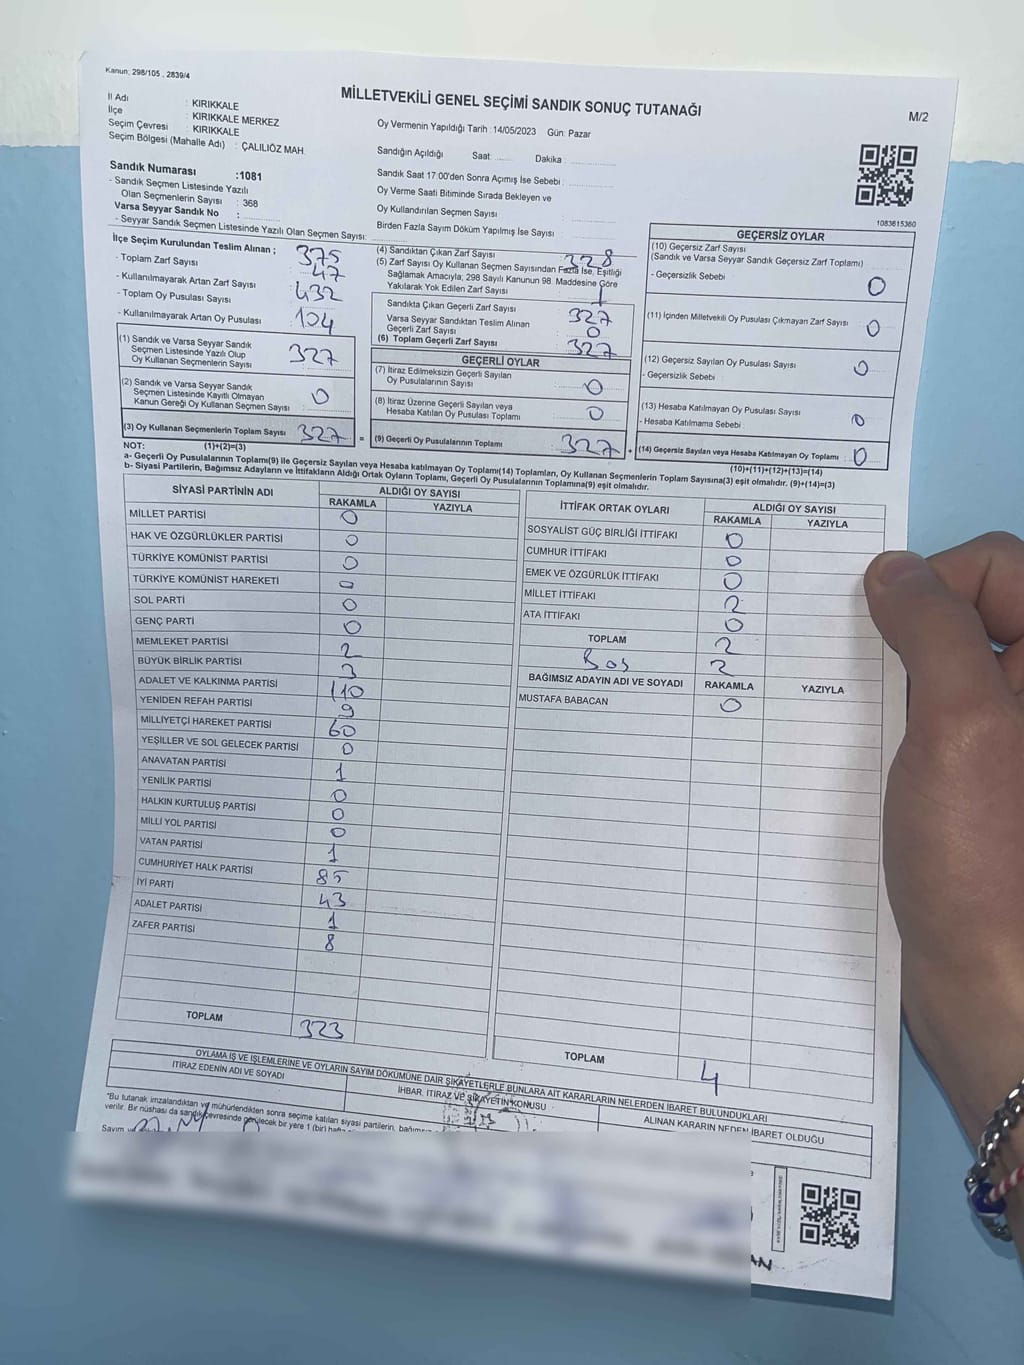 Kanun: 298/105 , 2839/4
MİLLETVEKİLİ GENEL SEÇİMİ SANDIK SONUÇ TUTANAĞI
M/2
İl Adı : KIRIKKALE
İlçe : KIRIKKALE MERKEZ
Seçim Çevresi : KIRIKKALE
Seçim Bölgesi (Mahalle Adı) : ÇALILIÖZ MAH.
Sandık Numarası :1081
- Sandık Seçmen Listesinde Yazılı
Olan Seçmenlerin Sayısı : 368
Varsa Seyyar Sandık No :
- Seyyar Sandık Seçmen Listesinde Yazılı Olan Seçmen Sayısı:
Oy Vermenin Yapıldığı Tarih :14/05/2023 Gün: Pazar
Sandığın Açıldığı Saat: Dakika :
Sandık Saat 17:00'den Sonra Açımış İse Sebebi :
Oy Verme Saati Bitiminde Sırada Bekleyen ve
Oy Kullandırılan Seçmen Sayısı :
Birden Fazla Sayım Döküm Yapılmış İse Sayısı :
1083615360
İlçe Seçim Kurulundan Teslim Alınan ;
- Toplam Zarf Sayısı : 375
- Kullanılmayarak Artan Zarf Sayısı : 47
- Toplam Oy Pusulası Sayısı : 432
- Kullanılmayarak Artan Oy Pusulası : 104
(1) Sandık ve Varsa Seyyar Sandık
Seçmen Listesinde Yazılı Olup
Oy Kullanan Seçmenlerin Sayısı : 327
(2) Sandık ve Varsa Seyyar Sandık
Seçmen Listesinde Kayıtlı Olmayan
Kanun Gereği Oy Kullanan Seçmen Sayısı : 0
(3) Oy Kullanan Seçmenlerin Toplam Sayısı : 327
(4) Sandıktan Çıkan Zarf Sayısı : 328
(5) Zarf Sayısı Oy Kullanan Seçmen Sayısından Fazla İse, Eşitliği
Sağlamak Amacıyla; 298 Sayılı Kanunun 98. Maddesine Göre
Yakılarak Yok Edilen Zarf Sayısı : 1
Sandıkta Çıkan Geçerli Zarf Sayısı : 327
Varsa Seyyar Sandıktan Teslim Alınan
Geçerli Zarf Sayısı : 0
(6) Toplam Geçerli Zarf Sayısı : 327
GEÇERLİ OYLAR
(7) İtiraz Edilmeksizin Geçerli Sayılan
Oy Pusulalarının Sayısı : 0
(8) İtiraz Üzerine Geçerli Sayılan veya
Hesaba Katılan Oy Pusulası Toplamı : 0
= (9) Geçerli Oy Pusulalarının Toplamı : 327 +
GEÇERSİZ OYLAR
(10) Geçersiz Zarf Sayısı
(Sandık ve Varsa Seyyar Sandık Geçersiz Zarf Toplamı)
- Geçersizlik Sebebi : 0
(11) İçinden Milletvekili Oy Pusulası Çıkmayan Zarf Sayısı : 0
(12) Geçersiz Sayılan Oy Pusulası Sayısı : 0
- Geçersizlik Sebebi :
(13) Hesaba Katılmayan Oy Pusulası Sayısı : 0
- Hesaba Katılmama Sebebi :
(14) Geçersiz Sayılan veya Hesaba Katılmayan Oy Toplamı : 0
NOT: (1)+(2)=(3)
(10)+(11)+(12)+(13)=(14)
a- Geçerli Oy Pusulalarının Toplamı(9) ile Geçersiz Sayılan veya Hesaba katılmayan Oy Toplamı(14) Toplamları, Oy Kullanan Seçmenlerin Toplam Sayısına(3) eşit olmalıdır. (9)+(14)=(3)
b- Siyasi Partilerin, Bağımsız Adayların ve İttifakların Aldığı Ortak Oyların Toplamı, Geçerli Oy Pusulalarının Toplamına(9) eşit olmalıdır.
SİYASİ PARTİNİN ADI ALDIĞI OY SAYISI
RAKAMLA YAZIYLA
MİLLET PARTİSİ 0
HAK VE ÖZGÜRLÜKLER PARTİSİ 0
TÜRKİYE KOMÜNİST PARTİSİ 0
TÜRKİYE KOMÜNİST HAREKETİ 0
SOL PARTİ 0
GENÇ PARTİ 0
MEMLEKET PARTİSİ 2
BÜYÜK BİRLİK PARTİSİ 3
ADALET VE KALKINMA PARTİSİ 110
YENİDEN REFAH PARTİSİ 9
MİLLİYETÇİ HAREKET PARTİSİ 60
YEŞİLLER VE SOL GELECEK PARTİSİ 0
ANAVATAN PARTİSİ 1
YENİLİK PARTİSİ 0
HALKIN KURTULUŞ PARTİSİ 0
MİLLİ YOL PARTİSİ 0
VATAN PARTİSİ 1
CUMHURİYET HALK PARTİSİ 85
İYİ PARTİ 43
ADALET PARTİSİ 1
ZAFER PARTİSİ 8
TOPLAM 323
İTTİFAK ORTAK OYLARI ALDIĞI OY SAYISI
RAKAMLA YAZIYLA
SOSYALİST GÜÇ BİRLİĞİ İTTİFAKI 0
CUMHUR İTTİFAKI 0
EMEK VE ÖZGÜRLÜK İTTİFAKI 0
MİLLET İTTİFAKI 2
ATA İTTİFAKI 0
TOPLAM 2
Boş 2
BAĞIMSIZ ADAYIN ADI VE SOYADI RAKAMLA YAZIYLA
MUSTAFA BABACAN 0
TOPLAM 4
OYLAMA İŞ VE İŞLEMLERİNE VE OYLARIN SAYIM DÖKÜMÜNE DAİR ŞİKAYETLERLE BUNLARA AİT KARARLARIN NELERDEN İBARET BULUNDUKLARI
İTİRAZ EDENİN ADI VE SOYADI
İHBAR, İTİRAZ VE ŞİKAYETİN KONUSU
ALINAN KARARIN NEDEN İBARET OLDUĞU
"Bu tutanak imzalandıktan ve mühürlendikten sonra seçime katılan siyasi partilerin, bağımsız
verilir. Bir nüshası da sandık çevresinde görülecek bir yere 1 (bir) hafta
Sayım